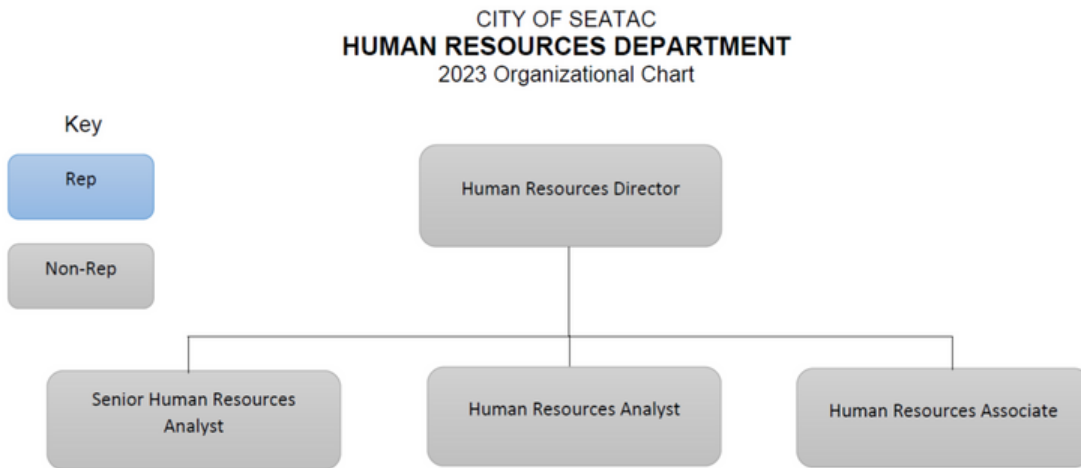 CITY OF SEATAC
HUMAN RESOURCES DEPARTMENT
2023 Organizational Chart
Key
Rep
Non-Rep
Human Resources Director
Senior Human Resources
Analyst
Human Resources Analyst
Human Resources Associate